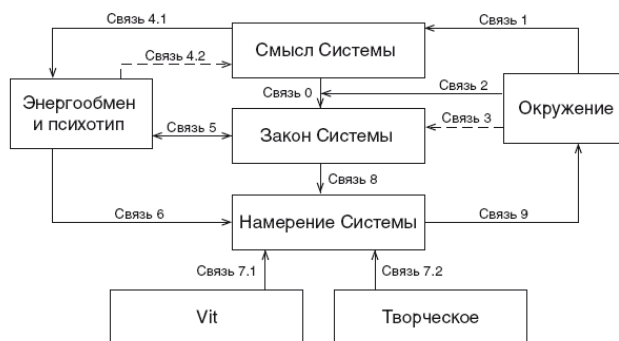 Связь 4.1
Связь 1
Смысл Системы
Связь 4.2
Энергообмен
и психотип
Связь 0
Связь 2
Окружение
Связь 5
Закон Системы
Связь 3
Связь 8
Связь 6
Намерение Системы
Связь 9
Связь 7.1
Связь 7.2
Vit
Творческое